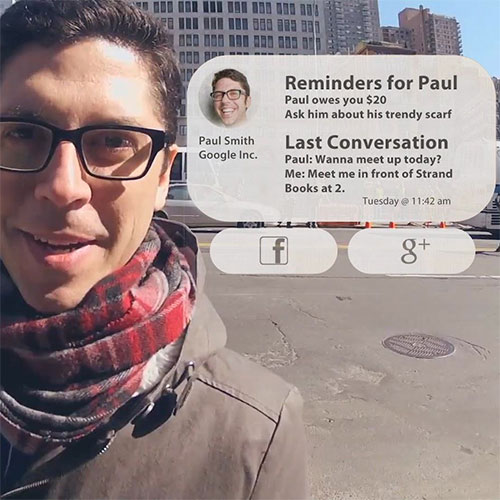 Reminders for Paul
Paul owes you $20
Ask him about his trendy scarf
Paul Smith
Google Inc.
Last Conversation
Paul: Wanna meet up today?
Me: Meet me in front of Strand
Books at 2.
Tuesday @ 11:42 am
f
g+